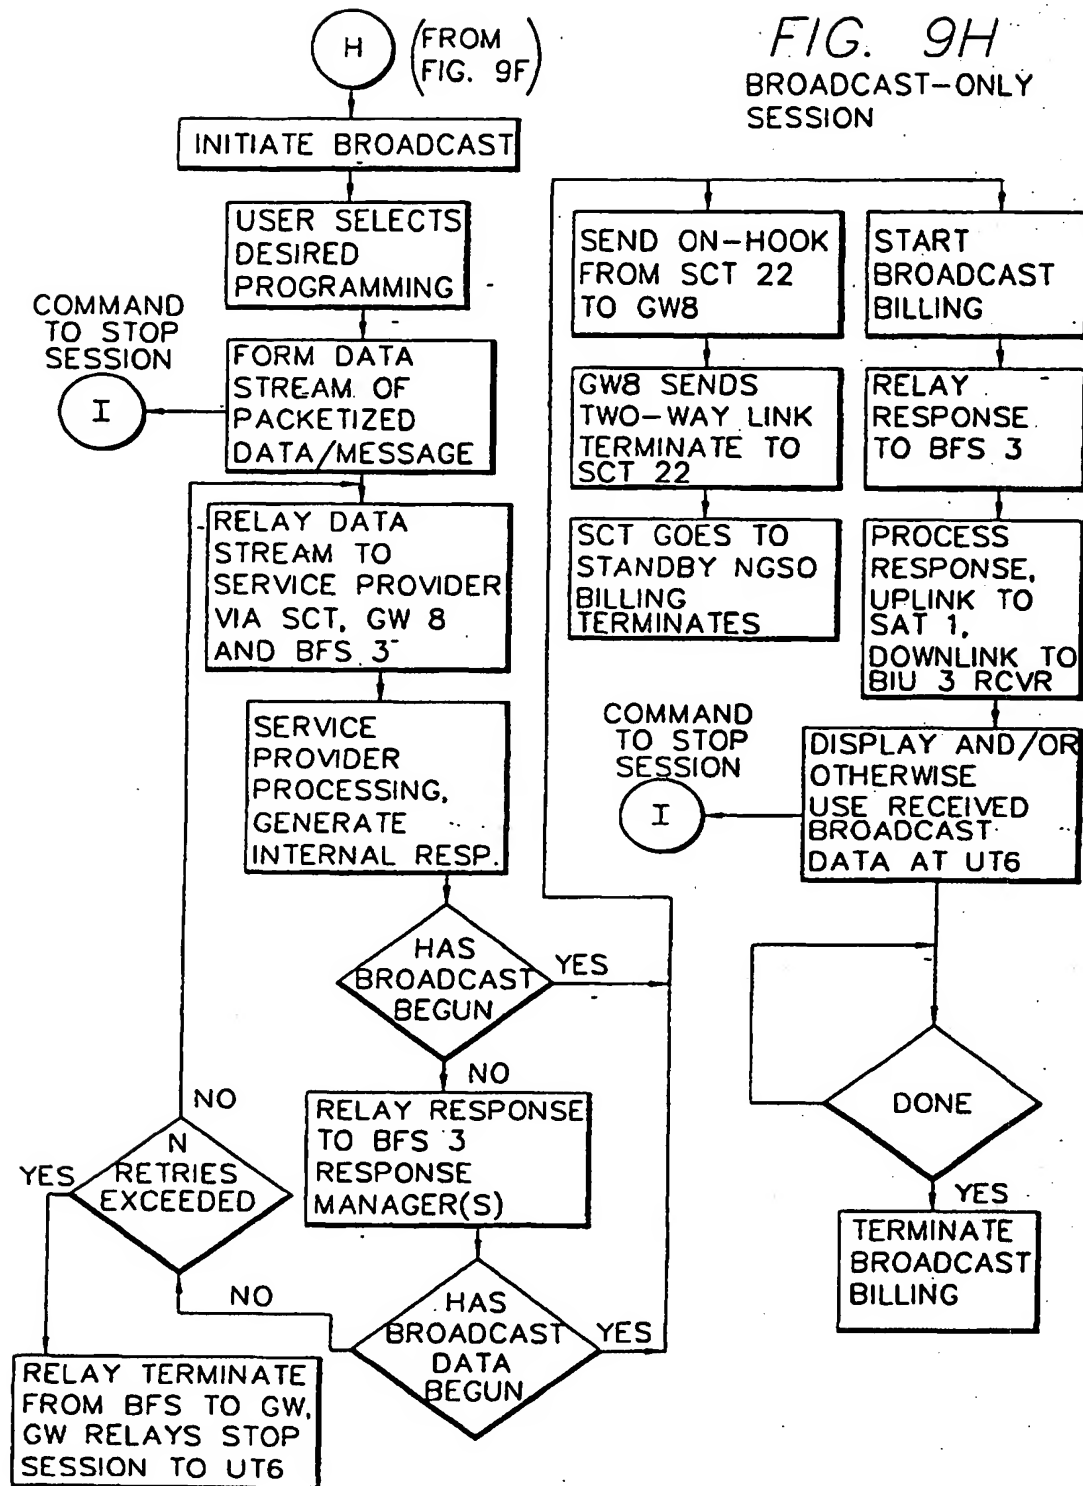 H
(FROM
FIG. 9F)
FIG. 9H
BROADCAST-ONLY
SESSION
INITIATE BROADCAST
USER SELECTS
DESIRED
PROGRAMMING
COMMAND
TO STOP
SESSION
I
FORM DATA
STREAM OF
PACKETIZED
DATA/MESSAGE
RELAY DATA
STREAM TO
SERVICE PROVIDER
VIA SCT, GW 8
AND BFS 3
SERVICE
PROVIDER
PROCESSING,
GENERATE
INTERNAL RESP.
HAS
BROADCAST
BEGUN
YES
NO
RELAY RESPONSE
TO BFS 3
RESPONSE
MANAGER(S)
HAS
BROADCAST
DATA
BEGUN
YES
NO
N
RETRIES
EXCEEDED
NO
YES
RELAY TERMINATE
FROM BFS TO GW,
GW RELAYS STOP
SESSION TO UT6
SEND ON-HOOK
FROM SCT 22
TO GW8
GW8 SENDS
TWO-WAY LINK
TERMINATE TO
SCT 22
SCT GOES TO
STANDBY NGSO
BILLING
TERMINATES
START
BROADCAST
BILLING
RELAY
RESPONSE
TO BFS 3
PROCESS
RESPONSE,
UPLINK TO
SAT 1,
DOWNLINK TO
BIU 3 RCVR
COMMAND
TO STOP
SESSION
I
DISPLAY AND/OR
OTHERWISE
USE RECEIVED
BROADCAST
DATA AT UT6
DONE
YES
TERMINATE
BROADCAST
BILLING